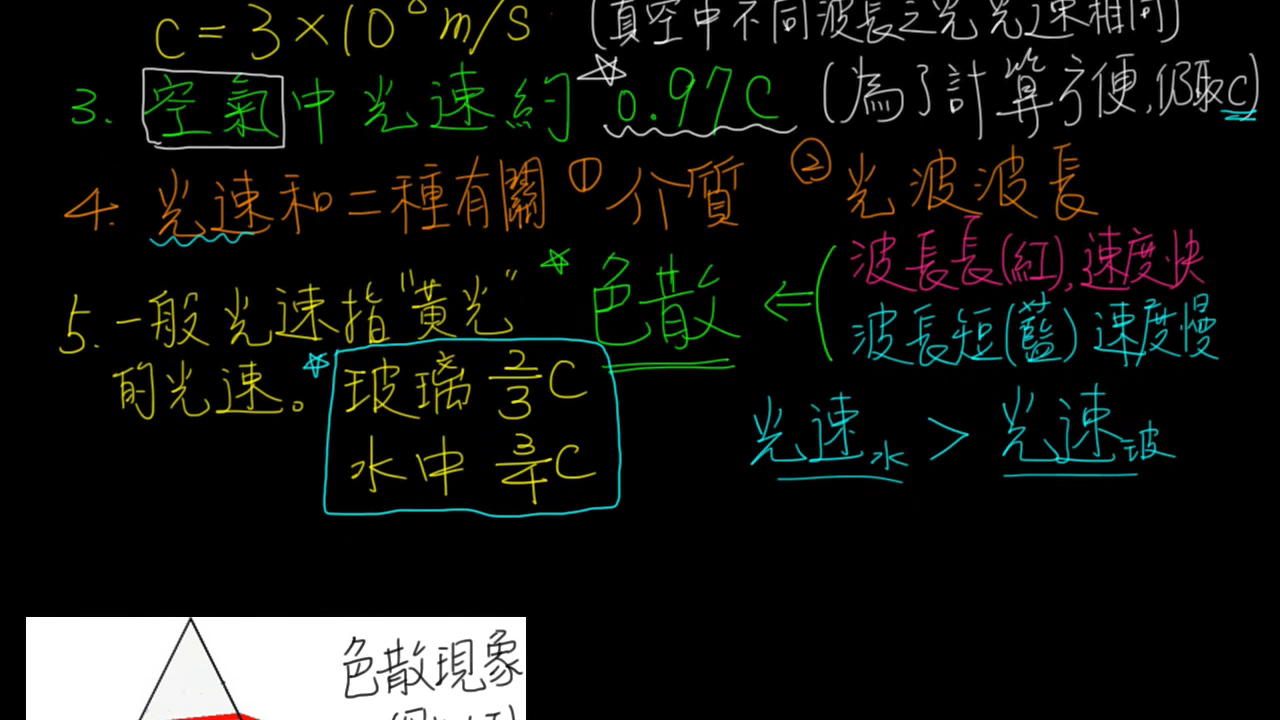 C = 3 × 10⁸ m/s (真空中不同波長之光光速相同)
3. 空氣中光速約 ☆ 0.97C (為了計算方便,仍取C)
4. 光速和二種有關 ① 介質 ② 光波波長
波長長(紅),速度快
波長短(藍)速度慢
☆ 色散 ⇐
5. 一般光速指"黃光"
的光速。
☆ 玻璃 2/3 C
水中 3/4 C
光速水 > 光速玻
色散現象